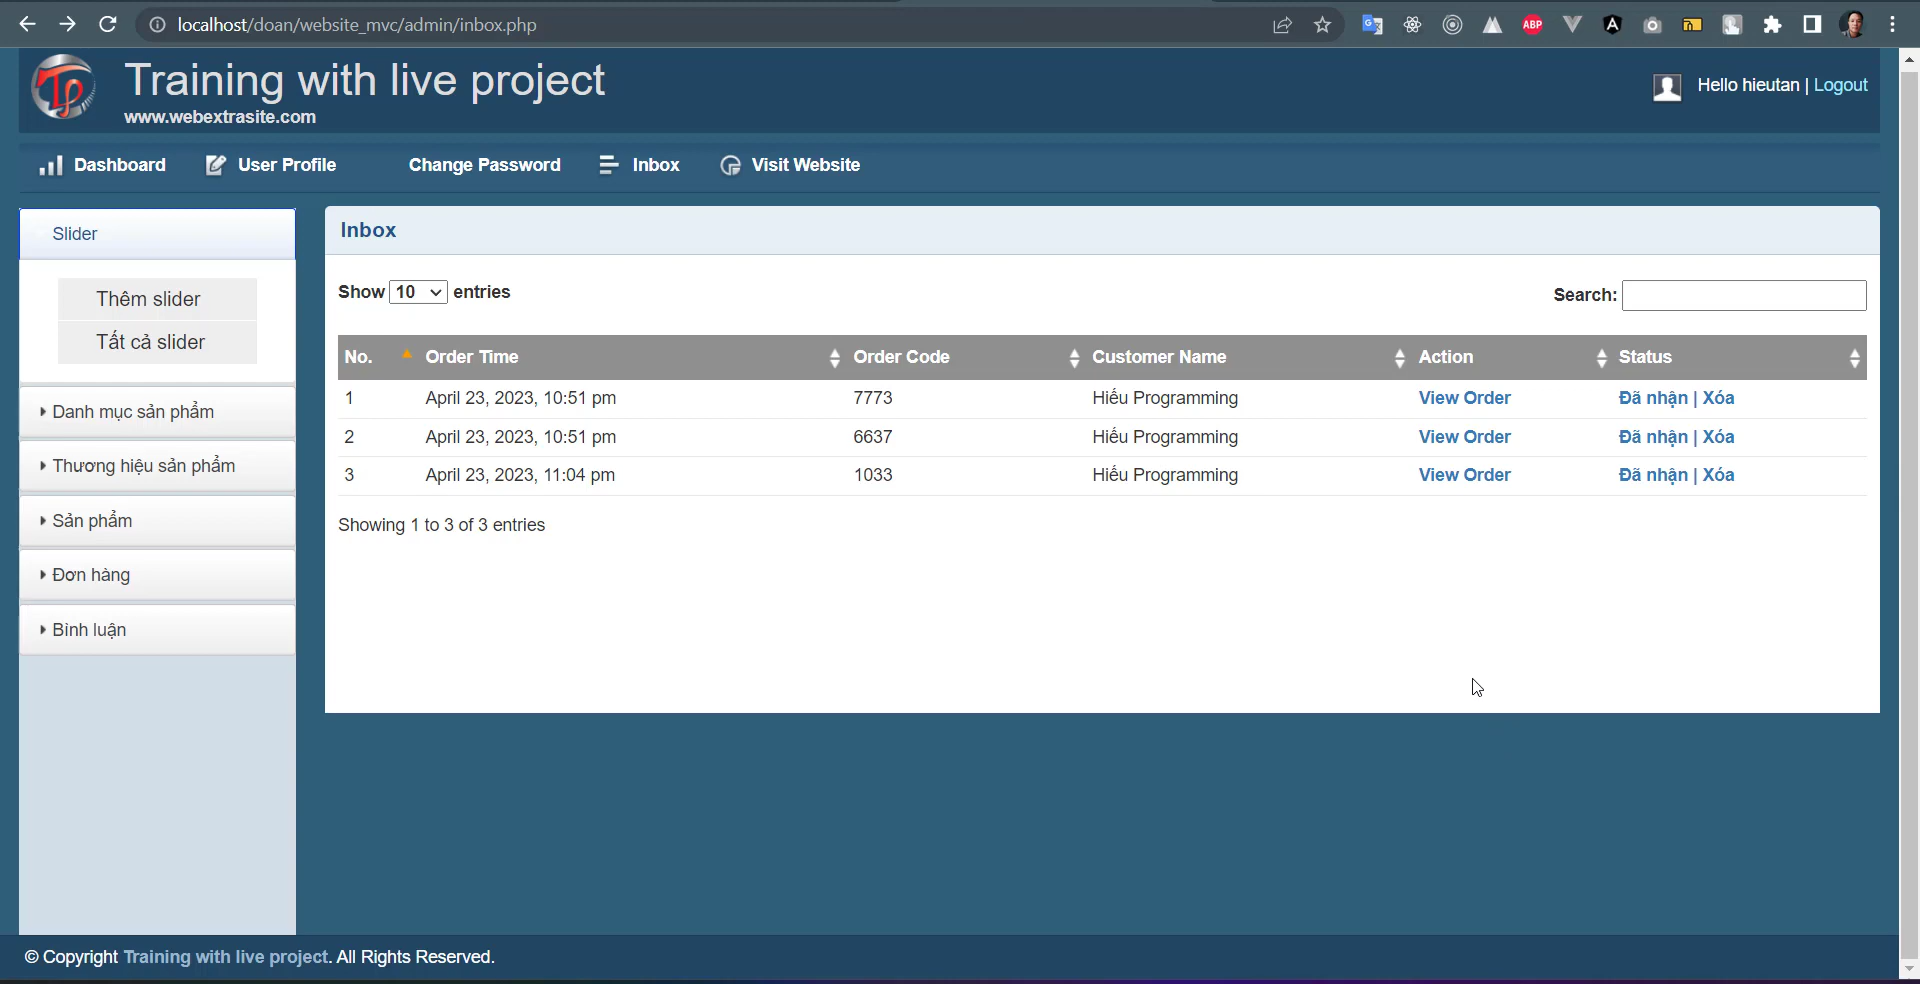 localhost/doan/website_mvc/admin/inbox.php
ABP
Training with live project
www.webextrasite.com
Hello hieutan | Logout
Dashboard User Profile Change Password Inbox Visit Website
Slider
Thêm slider
Tất cả slider
Danh mục sản phẩm
Thương hiệu sản phẩm
Sản phẩm
Đơn hàng
Bình luận
Inbox
Show 10 entries
Search:
No. Order Time Order Code Customer Name Action Status
1 April 23, 2023, 10:51 pm 7773 Hiếu Programming View Order Đã nhận | Xóa
2 April 23, 2023, 10:51 pm 6637 Hiếu Programming View Order Đã nhận | Xóa
3 April 23, 2023, 11:04 pm 1033 Hiếu Programming View Order Đã nhận | Xóa
Showing 1 to 3 of 3 entries
© Copyright Training with live project. All Rights Reserved.